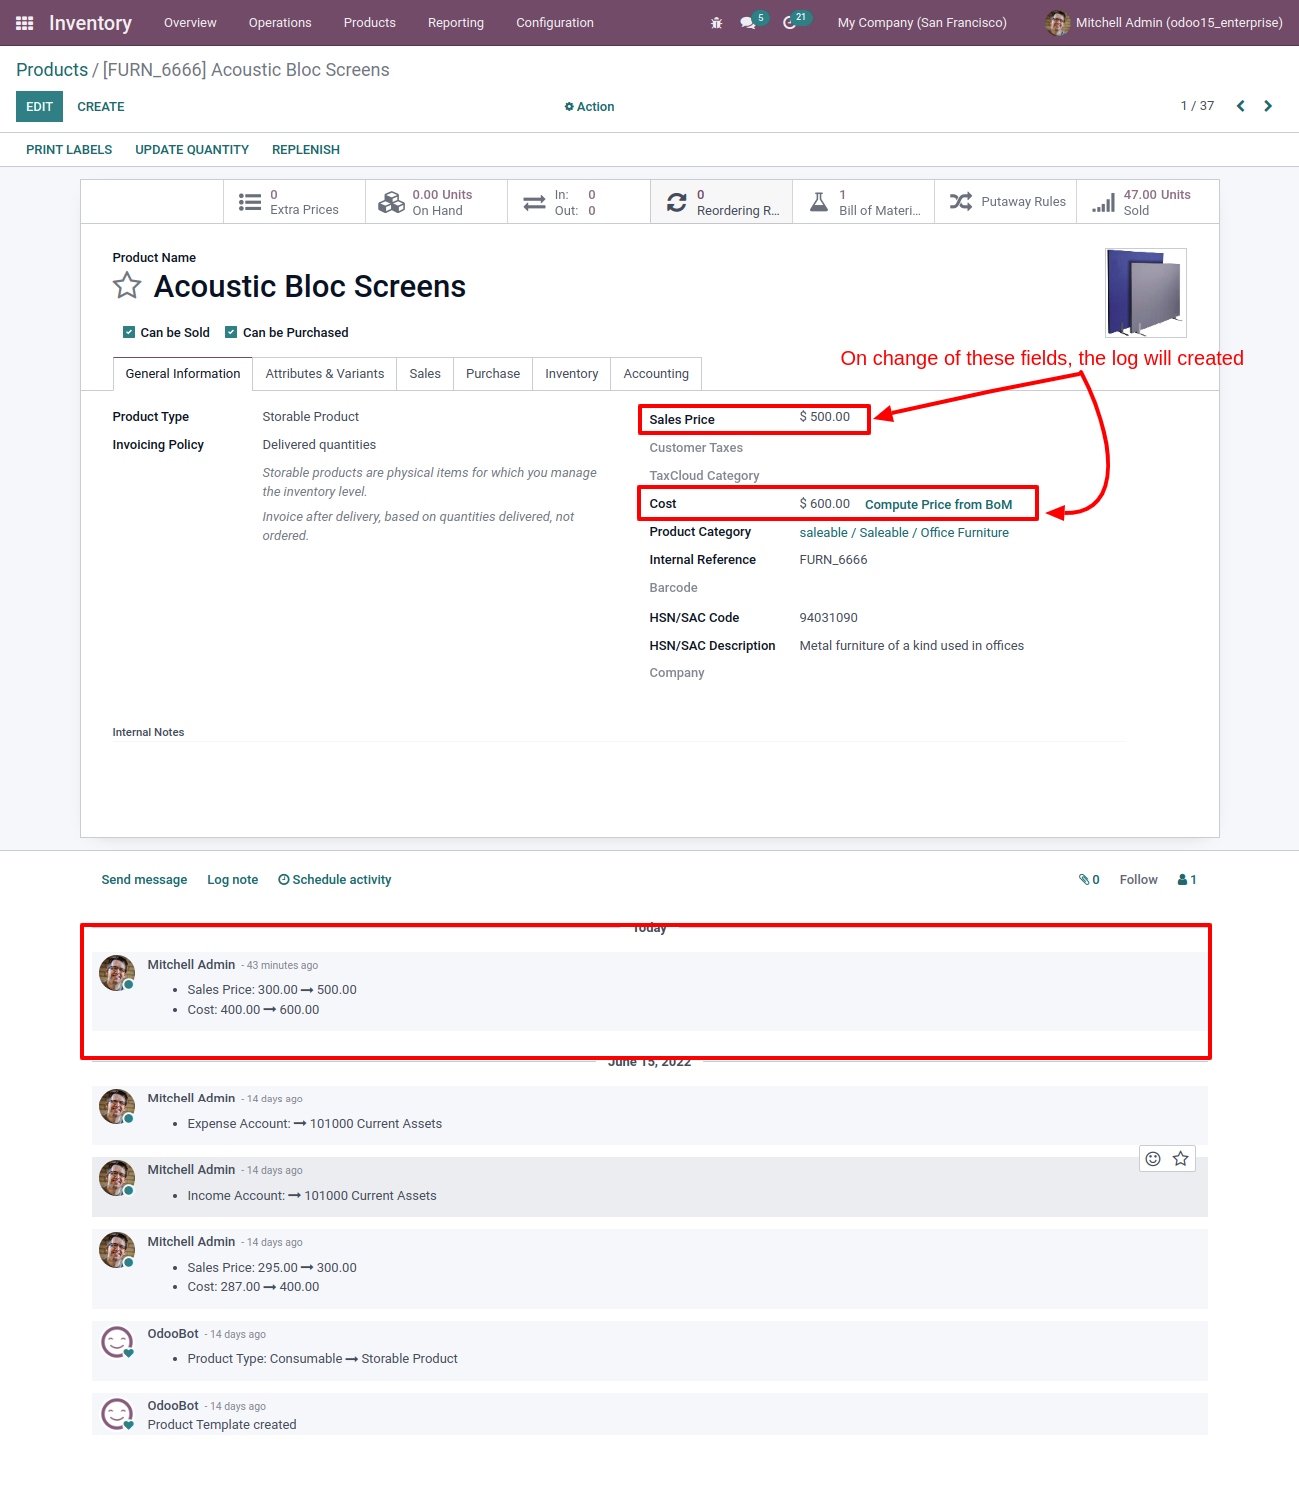 Inventory Overview Operations Products Reporting Configuration 5 21 My Company (San Francisco) Mitchell Admin (odoo15_enterprise)
Products / [FURN_6666] Acoustic Bloc Screens
EDIT CREATE Action 1 / 37
PRINT LABELS UPDATE QUANTITY REPLENISH
0 Extra Prices
0.00 Units On Hand
In: 0
Out: 0
0 Reordering R...
1 Bill of Materi...
Putaway Rules
47.00 Units Sold
Product Name
Acoustic Bloc Screens
Can be Sold Can be Purchased
On change of these fields, the log will created
General Information Attributes & Variants Sales Purchase Inventory Accounting
Product Type Storable Product
Invoicing Policy Delivered quantities
Storable products are physical items for which you manage
the inventory level.
Invoice after delivery, based on quantities delivered, not
ordered.
Sales Price $ 500.00
Customer Taxes
TaxCloud Category
Cost $ 600.00 Compute Price from BoM
Product Category saleable / Saleable / Office Furniture
Internal Reference FURN_6666
Barcode
HSN/SAC Code 94031090
HSN/SAC Description Metal furniture of a kind used in offices
Company
Internal Notes
Send message Log note Schedule activity 0 Follow 1
Today
Mitchell Admin - 43 minutes ago
• Sales Price: 300.00 → 500.00
• Cost: 400.00 → 600.00
June 15, 2022
Mitchell Admin - 14 days ago
• Expense Account: → 101000 Current Assets
Mitchell Admin - 14 days ago
• Income Account: → 101000 Current Assets
Mitchell Admin - 14 days ago
• Sales Price: 295.00 → 300.00
• Cost: 287.00 → 400.00
OdooBot - 14 days ago
• Product Type: Consumable → Storable Product
OdooBot - 14 days ago
Product Template created